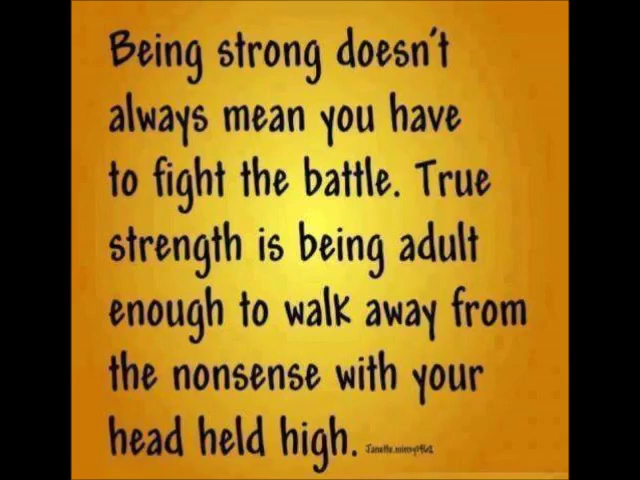 Being strong doesn't
always mean you have
to fight the battle. True
strength is being adult
enough to walk away from
the nonsense with your
head held high.